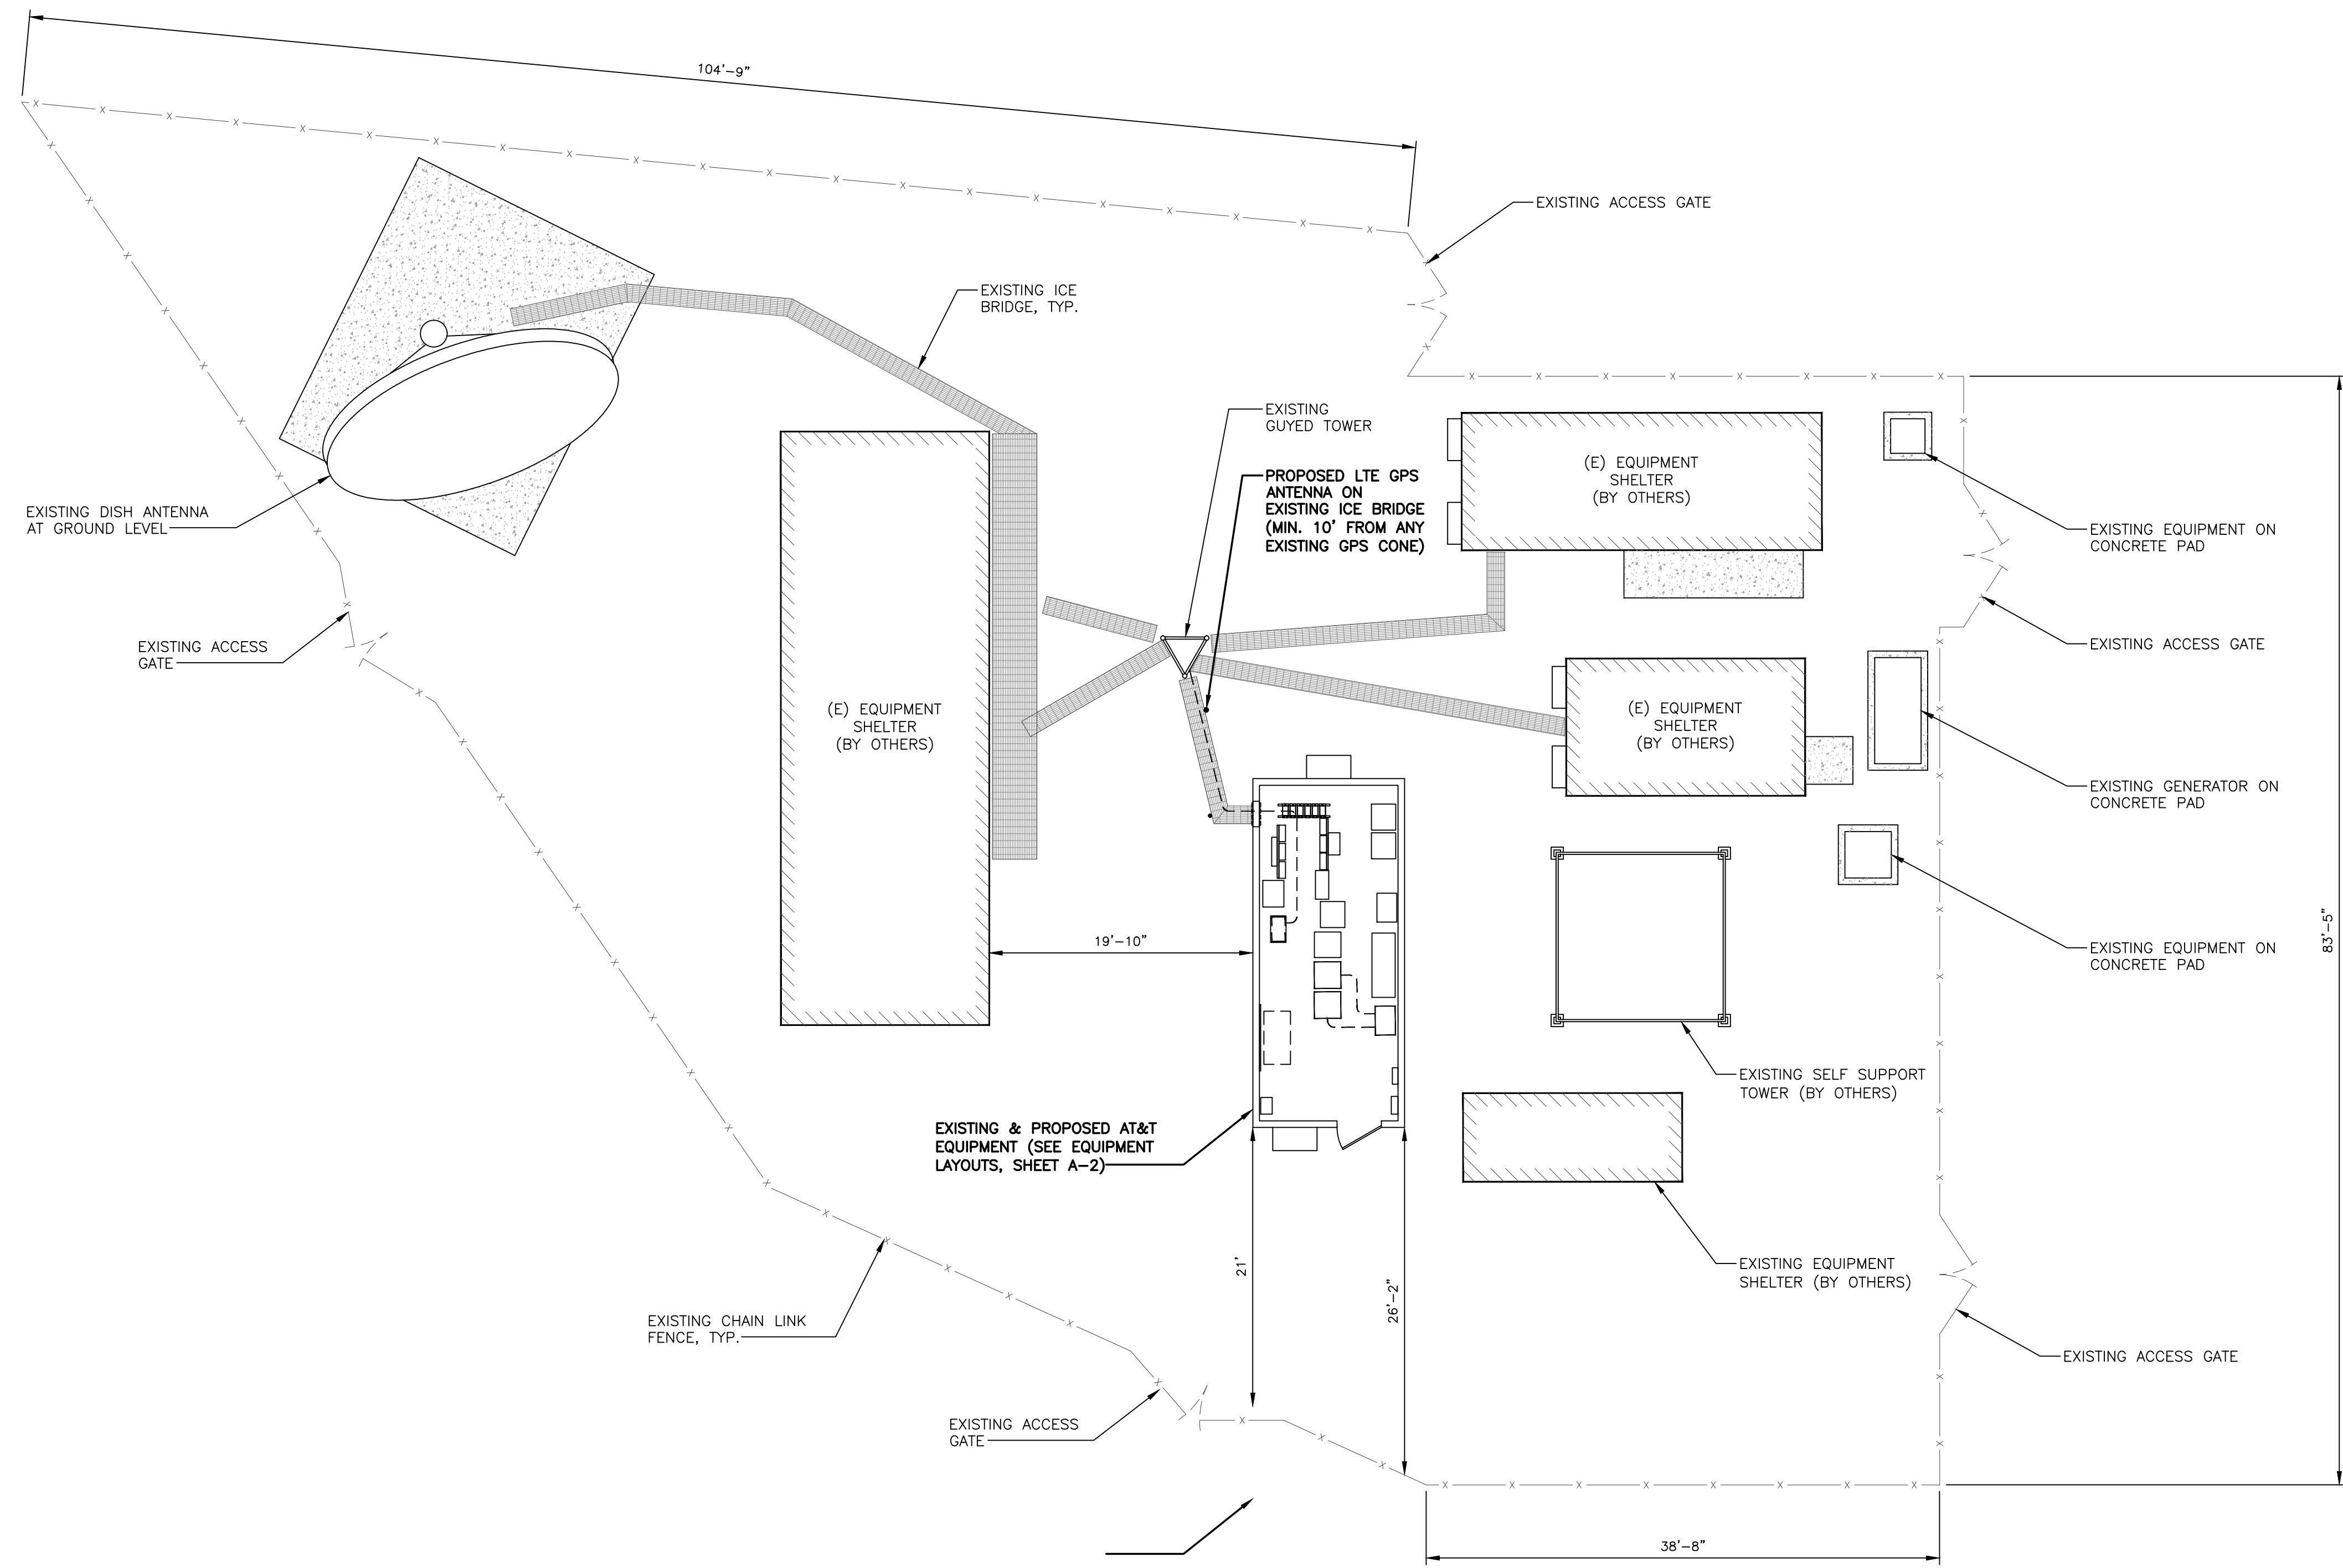 104'-9"
EXISTING ACCESS GATE
EXISTING ICE
BRIDGE, TYP.
EXISTING
GUYED TOWER
PROPOSED LTE GPS
ANTENNA ON
EXISTING ICE BRIDGE
(MIN. 10' FROM ANY
EXISTING GPS CONE)
(E) EQUIPMENT
SHELTER
(BY OTHERS)
EXISTING DISH ANTENNA
AT GROUND LEVEL
EXISTING EQUIPMENT ON
CONCRETE PAD
EXISTING ACCESS
GATE
EXISTING ACCESS GATE
(E) EQUIPMENT
SHELTER
(BY OTHERS)
(E) EQUIPMENT
SHELTER
(BY OTHERS)
EXISTING GENERATOR ON
CONCRETE PAD
19'-10"
EXISTING EQUIPMENT ON
CONCRETE PAD
83'-5"
EXISTING SELF SUPPORT
TOWER (BY OTHERS)
EXISTING & PROPOSED AT&T
EQUIPMENT (SEE EQUIPMENT
LAYOUTS, SHEET A-2)
21'
26'-2"
EXISTING EQUIPMENT
SHELTER (BY OTHERS)
EXISTING CHAIN LINK
FENCE, TYP.
EXISTING ACCESS GATE
EXISTING ACCESS
GATE
38'-8"